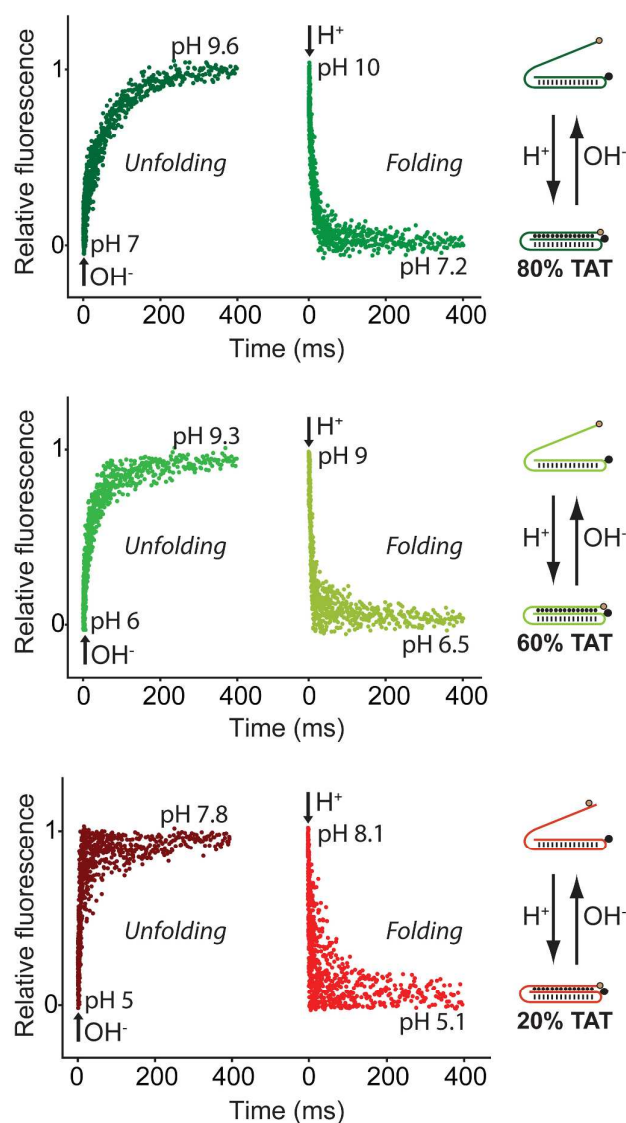 Relative fluorescence
1
0
pH 9.6
Unfolding
pH 7
OH-
H+
pH 10
Folding
pH 7.2
0 200 400 0 200 400
Time (ms) Time (ms)
H+ OH-
80% TAT
Relative fluorescence
1
0
pH 9.3
Unfolding
pH 6
OH-
H+
pH 9
Folding
pH 6.5
0 200 400 0 200 400
Time (ms) Time (ms)
H+ OH-
60% TAT
Relative fluorescence
1
0
pH 7.8
Unfolding
pH 5
OH-
H+
pH 8.1
Folding
pH 5.1
0 200 400 0 200 400
Time (ms) Time (ms)
H+ OH-
20% TAT